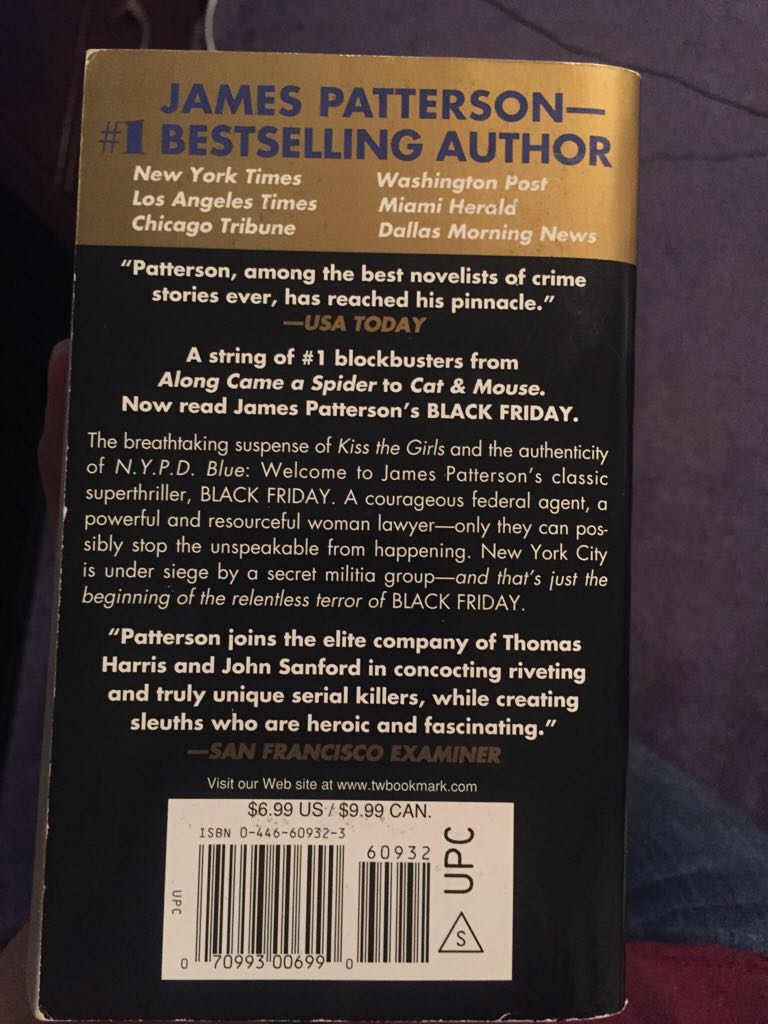 JAMES PATTERSON—
#1 BESTSELLING AUTHOR
New York Times
Los Angeles Times
Chicago Tribune
Washington Post
Miami Herald
Dallas Morning News
“Patterson, among the best novelists of crime
stories ever, has reached his pinnacle.”
—USA TODAY
A string of #1 blockbusters from
Along Came a Spider to Cat & Mouse.
Now read James Patterson’s BLACK FRIDAY.
The breathtaking suspense of Kiss the Girls and the authenticity
of N.Y.P.D. Blue: Welcome to James Patterson’s classic
superthriller, BLACK FRIDAY. A courageous federal agent, a
powerful and resourceful woman lawyer—only they can pos-
sibly stop the unspeakable from happening. New York City
is under siege by a secret militia group—and that’s just the
beginning of the relentless terror of BLACK FRIDAY.
“Patterson joins the elite company of Thomas
Harris and John Sanford in concocting riveting
and truly unique serial killers, while creating
sleuths who are heroic and fascinating.”
—SAN FRANCISCO EXAMINER
Visit our Web site at www.twbookmark.com
$6.99 US / $9.99 CAN.
ISBN 0-446-60932-3
60932
UPC
UPC
S
0 70993 00699 0